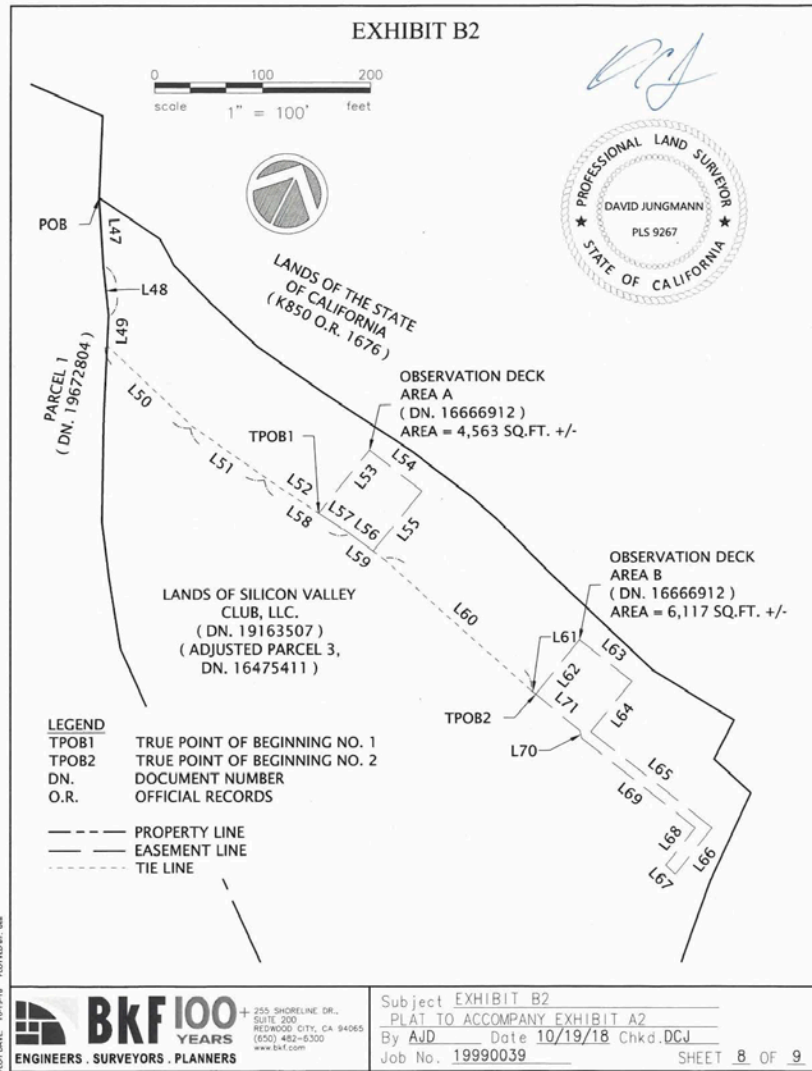 EXHIBIT B2
0 100 200
scale 1" = 100' feet
PROFESSIONAL LAND SURVEYOR
DAVID JUNGMANN
PLS 9267
STATE OF CALIFORNIA
POB
L47
L48
L49
PARCEL 1
(DN. 19672804)
LANDS OF THE STATE
OF CALIFORNIA
(K850 O.R. 1676)
L50
L51
L52
TPOB1
OBSERVATION DECK
AREA A
(DN. 16666912)
AREA = 4,563 SQ.FT. +/-
L53
L54
L55
L57
L56
L58
L59
L60
LANDS OF SILICON VALLEY
CLUB, LLC.
(DN. 19163507)
(ADJUSTED PARCEL 3,
DN. 16475411)
OBSERVATION DECK
AREA B
(DN. 16666912)
AREA = 6,117 SQ.FT. +/-
L61
L62
L63
L64
L71
TPOB2
L70
L65
L69
L68
L66
L67
LEGEND
TPOB1 TRUE POINT OF BEGINNING NO. 1
TPOB2 TRUE POINT OF BEGINNING NO. 2
DN. DOCUMENT NUMBER
O.R. OFFICIAL RECORDS
PROPERTY LINE
EASEMENT LINE
TIE LINE
BKF 100+
YEARS
ENGINEERS . SURVEYORS . PLANNERS
255 SHORELINE DR.,
SUITE 200
REDWOOD CITY, CA 94065
(650) 482-6300
www.bkf.com
Subject EXHIBIT B2
PLAT TO ACCOMPANY EXHIBIT A2
By AJD Date 10/19/18 Chkd. DCJ
Job No. 19990039 SHEET 8 OF 9